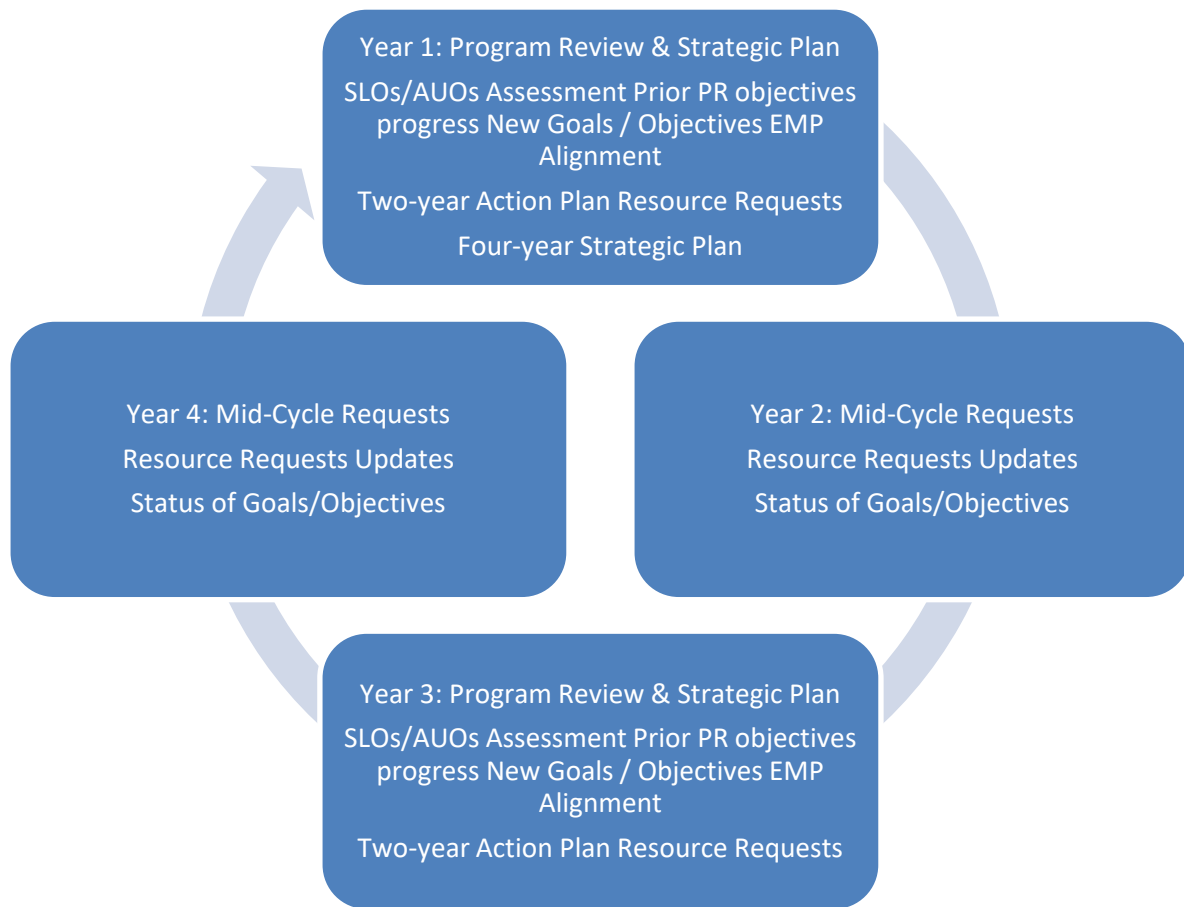 Year 1: Program Review & Strategic Plan
SLOs/AUOs Assessment Prior PR objectives
progress New Goals / Objectives EMP
Alignment
Two-year Action Plan Resource Requests
Four-year Strategic Plan
Year 2: Mid-Cycle Requests
Resource Requests Updates
Status of Goals/Objectives
Year 3: Program Review & Strategic Plan
SLOs/AUOs Assessment Prior PR objectives
progress New Goals / Objectives EMP
Alignment
Two-year Action Plan Resource Requests
Year 4: Mid-Cycle Requests
Resource Requests Updates
Status of Goals/Objectives